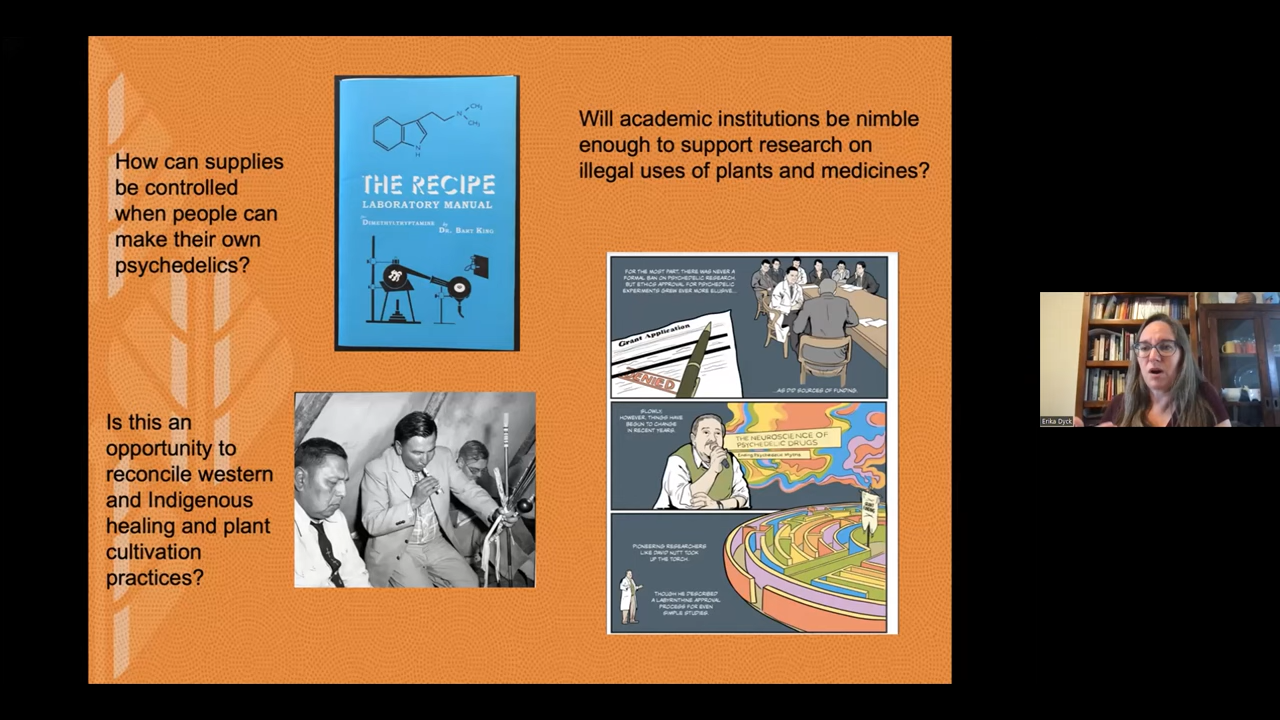 How can supplies
be controlled
when people can
make their own
psychedelics?
CH₃
N
CH₃
N
H
THE RECIPE
LABORATORY MANUAL
DIMETHYLTRYPTAMINE
by
DR. BART KING
Will academic institutions be nimble
enough to support research on
illegal uses of plants and medicines?
FOR THE MOST PART, THERE WAS NEVER A
FORMAL BAN ON PSYCHEDELIC RESEARCH.
BUT ETHICS APPROVAL FOR PSYCHEDELIC
EXPERIMENTS GREW EVER MORE ELUSIVE...
Grant Application
DENIED
...AS DID SOURCES OF FUNDING.
SLOWLY,
HOWEVER, THINGS HAVE
BEGUN TO CHANGE
IN RECENT YEARS.
THE NEUROSCIENCE OF
PSYCHEDELIC DRUGS
PIONEERING RESEARCHERS
LIKE DAVID NUTT TOOK
UP THE TORCH.
THOUGH HE DESCRIBED
A LABYRINTHINE APPROVAL
PROCESS FOR EVEN
SIMPLE STUDIES.
Is this an
opportunity to
reconcile western
and Indigenous
healing and plant
cultivation
practices?
Erika Dyck